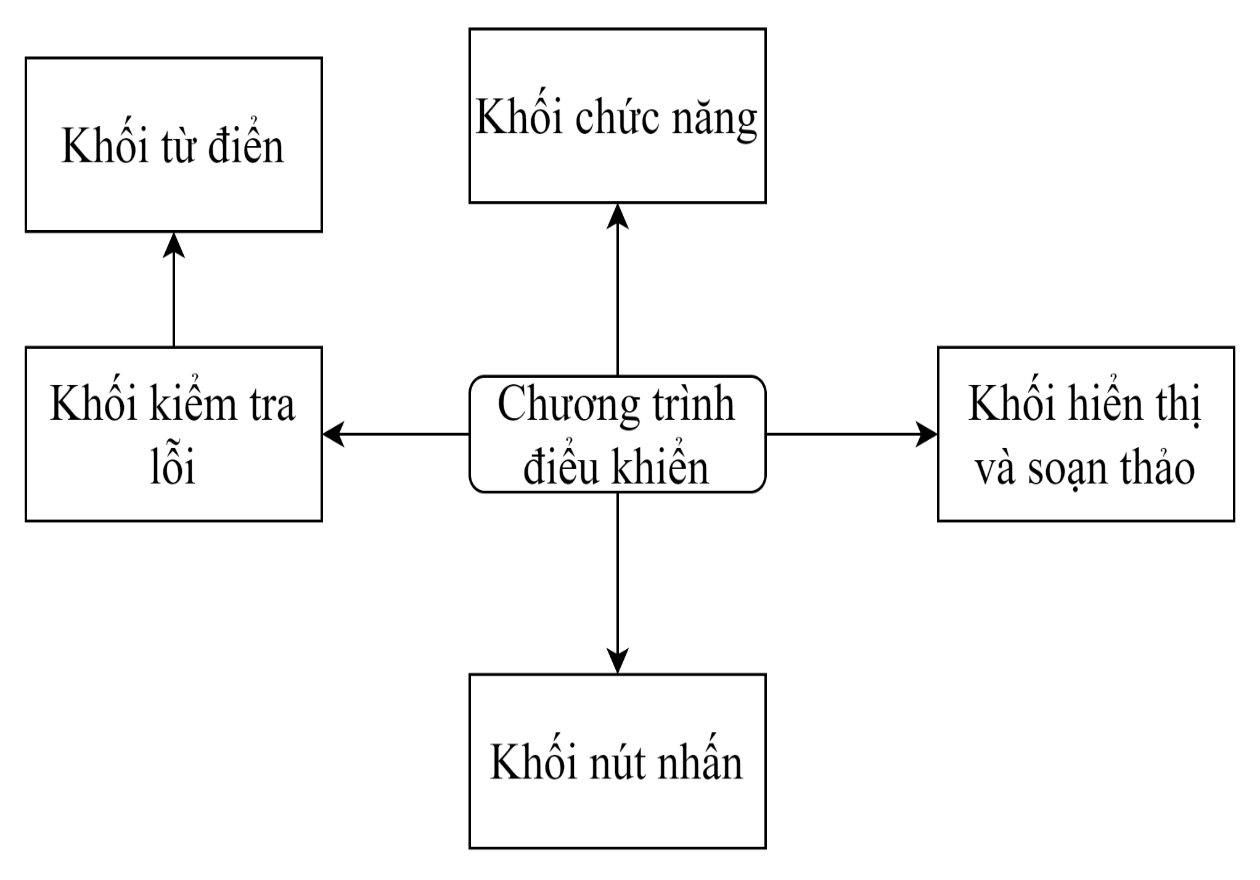 Khối chức năng
Khối từ điển
Khối kiểm tra
lỗi
Chương trình
điểu khiển
Khối hiển thị
và soạn thảo
Khối nút nhấn